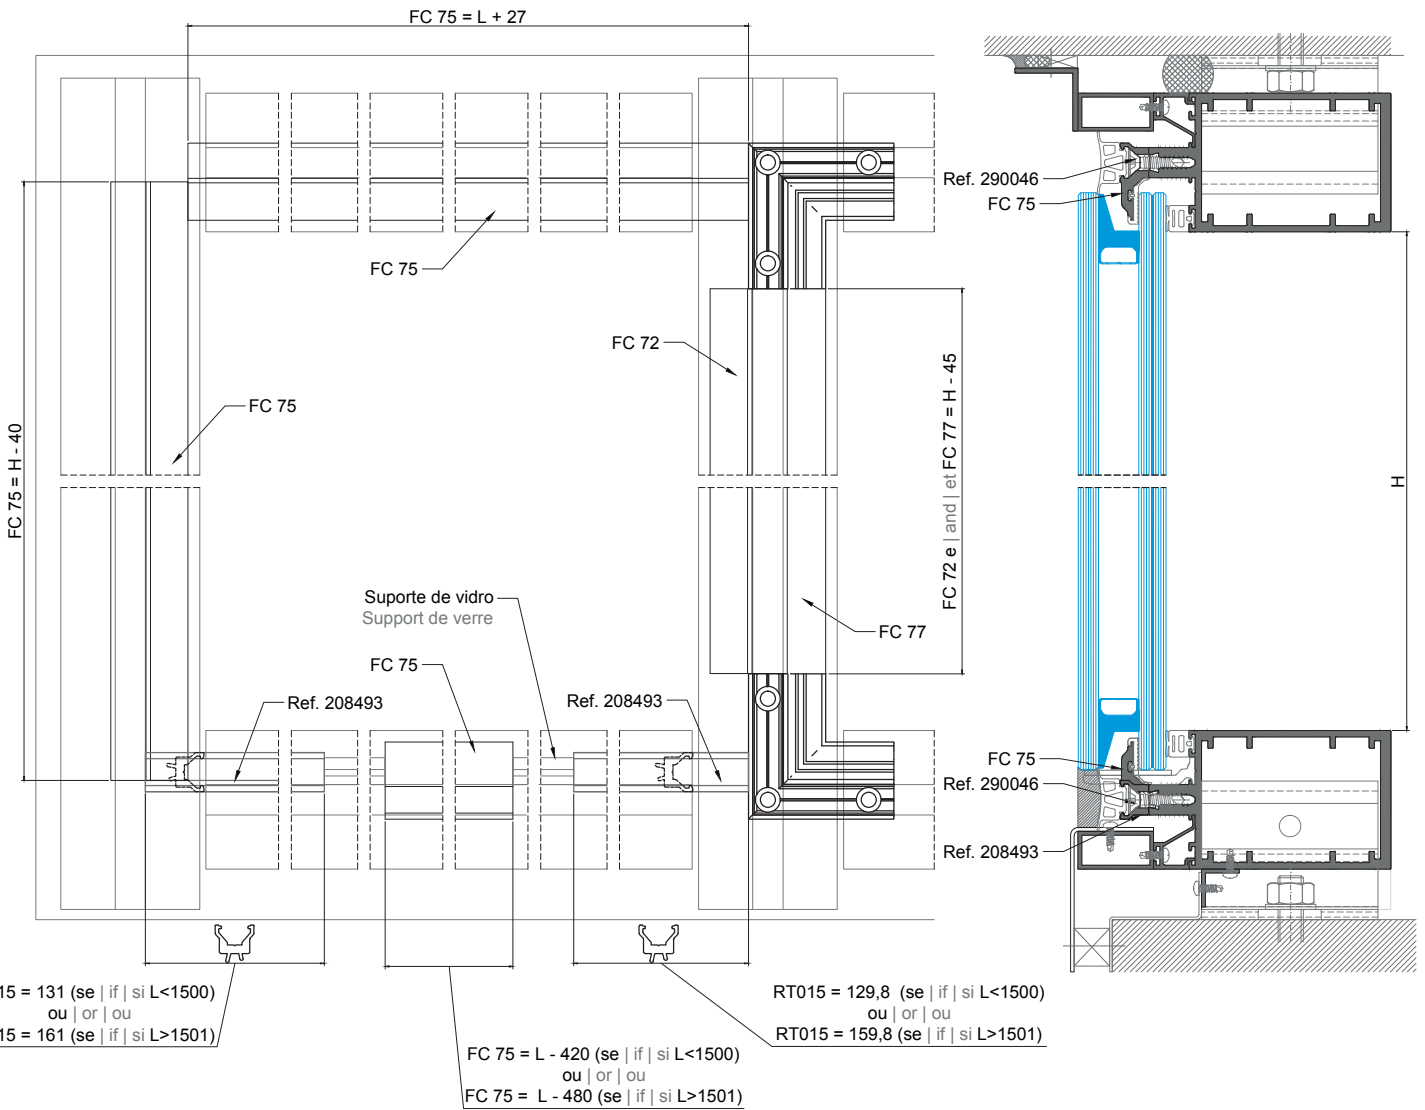 FC 75 = L + 27
Ref. 290046
FC 75
FC 75
FC 72
FC 75
FC 75 = H - 40
FC 72 e | and | et FC 77 = H - 45
H
Suporte de vidro
Support de verre
FC 77
FC 75
Ref. 208493
Ref. 208493
FC 75
Ref. 290046
Ref. 208493
15 = 131 (se | if | si L<1500)
ou | or | ou
15 = 161 (se | if | si L>1501)
RT015 = 129,8 (se | if | si L<1500)
ou | or | ou
RT015 = 159,8 (se | if | si L>1501)
FC 75 = L - 420 (se | if | si L<1500)
ou | or | ou
FC 75 = L - 480 (se | if | si L>1501)